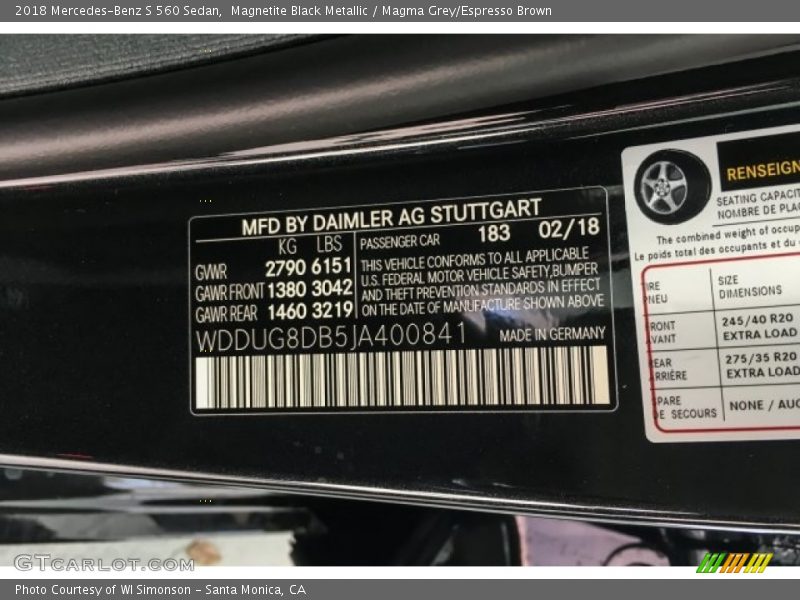 2018 Mercedes-Benz S 560 Sedan, Magnetite Black Metallic / Magma Grey/Espresso Brown
MFD BY DAIMLER AG STUTTGART
KG LBS
GWR 2790 6151
GAWR FRONT 1380 3042
GAWR REAR 1460 3219
PASSENGER CAR 183 02/18
THIS VEHICLE CONFORMS TO ALL APPLICABLE
U.S. FEDERAL MOTOR VEHICLE SAFETY,BUMPER
AND THEFT PREVENTION STANDARDS IN EFFECT
ON THE DATE OF MANUFACTURE SHOWN ABOVE
WDDUG8DB5JA400841 MADE IN GERMANY
RENSEIGN
SEATING CAPACIT
NOMBRE DE PLA
The combined weight of occup
Le poids total des occupants et du
IRE SIZE
PNEU DIMENSIONS
FRONT 245/40 R20
AVANT EXTRA LOAD
REAR 275/35 R20
ARRIÈRE EXTRA LOAD
SPARE
DE SECOURS NONE / AUC
GTcarlot.com
Photo Courtesy of WI Simonson - Santa Monica, CA